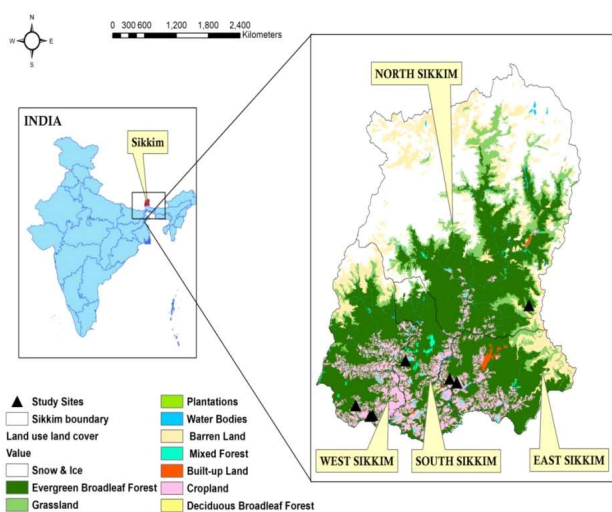 N
W E
S
0 300 600 1,200 1,800 2,400
Kilometers
INDIA
Sikkim
NORTH SIKKIM
WEST SIKKIM
SOUTH SIKKIM
EAST SIKKIM
Study Sites
Sikkim boundary
Land use land cover
Value
Snow & Ice
Evergreen Broadleaf Forest
Grassland
Plantations
Water Bodies
Barren Land
Mixed Forest
Built-up Land
Cropland
Deciduous Broadleaf Forest